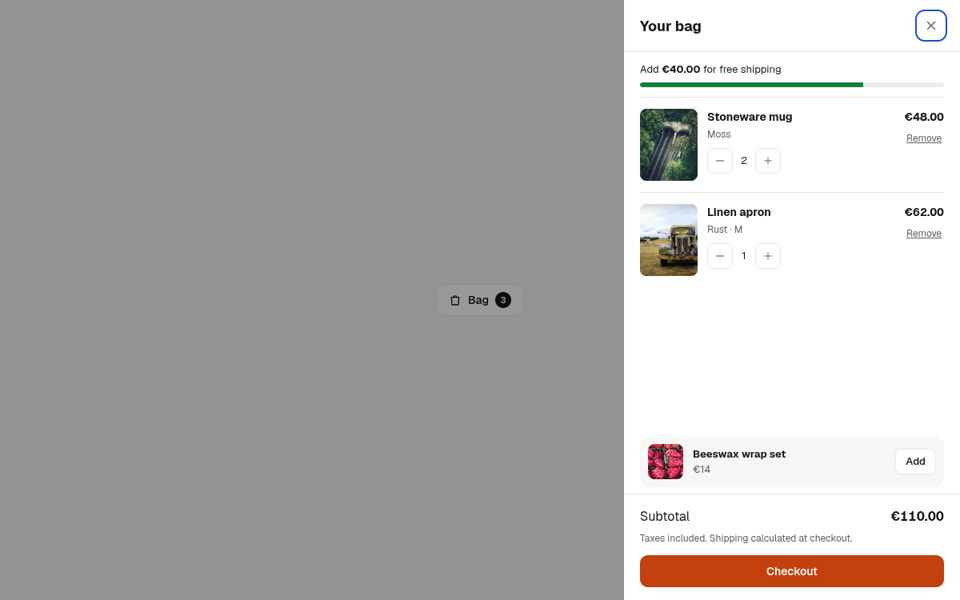 Your bag
Add €40.00 for free shipping
Stoneware mug
€48.00
Moss
Remove
2
Linen apron
€62.00
Rust · M
Remove
1
Bag 3
Beeswax wrap set
€14
Add
Subtotal
€110.00
Taxes included. Shipping calculated at checkout.
Checkout